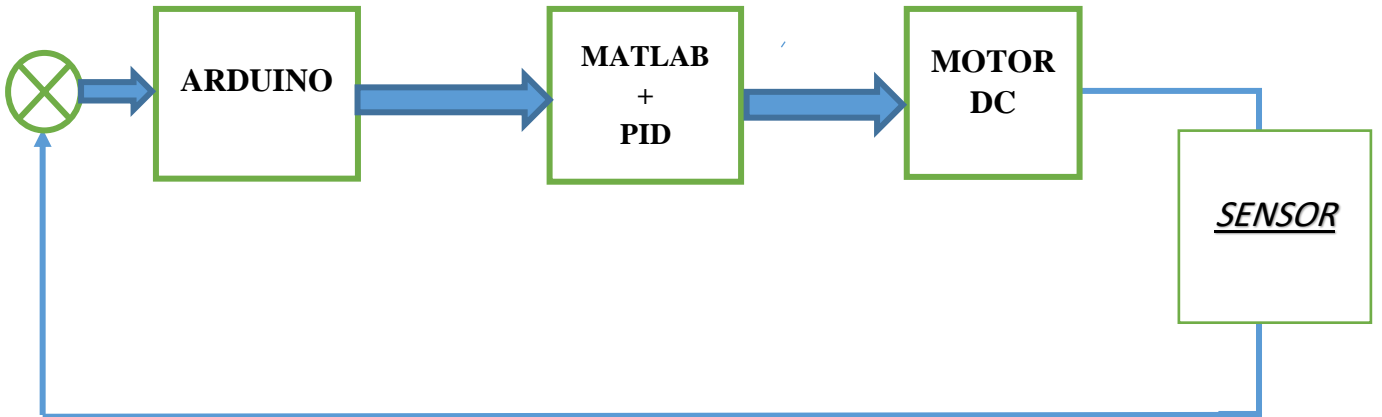 ARDUINO
MATLAB
+
PID
MOTOR
DC
SENSOR